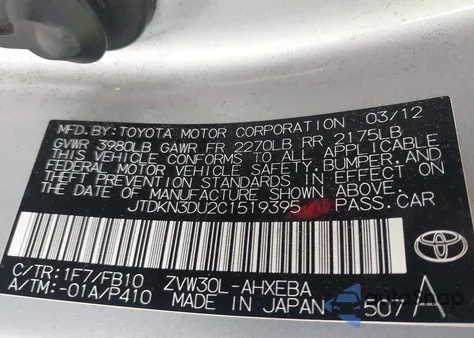 MFD.BY:TOYOTA MOTOR CORPORATION 03/12
GVWR 3980LB GAWR FR 2270LB RR 2175LB
THIS VEHICLE CONFORMS TO ALL APPLICABLE
FEDERAL MOTOR VEHICLE SAFETY,BUMPER,AND
THEFT PREVENTION STANDARDS IN EFFECT ON
THE DATE OF MANUFACTURE SHOWN ABOVE.
JTDKN3DU2C1519395 PASS.CAR
C/TR:1F7/FB10 ZVW30L-AHXEBA
A/TM:-01A/P410 MADE IN JAPAN 507 A
TOYOTA
autosnap